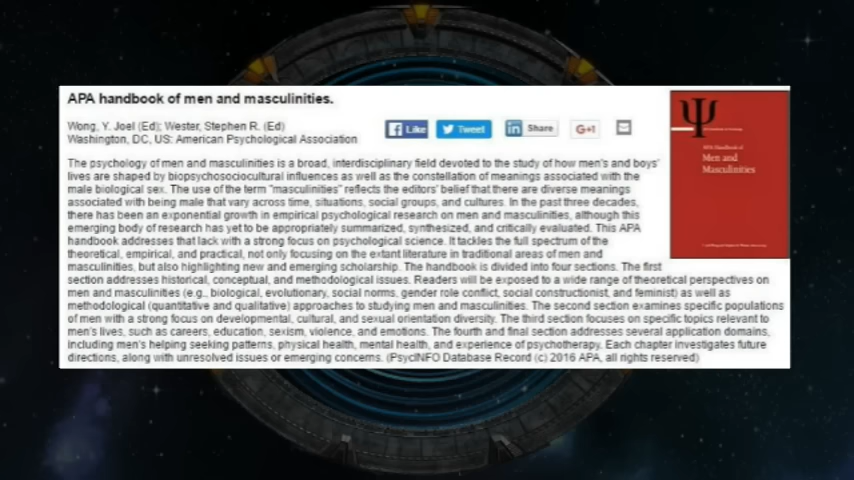 APA handbook of men and masculinities.
Wong, Y. Joel (Ed); Wester, Stephen R. (Ed)
Washington, DC, US: American Psychological Association
Like
Tweet
Share
G+1
The psychology of men and masculinities is a broad, interdisciplinary field devoted to the study of how men's and boys'
lives are shaped by biopsychosociocultural influences as well as the constellation of meanings associated with the
male biological sex. The use of the term "masculinities" reflects the editors' belief that there are diverse meanings
associated with being male that vary across time, situations, social groups, and cultures. In the past three decades,
there has been an exponential growth in empirical psychological research on men and masculinities, although this
emerging body of research has yet to be appropriately summarized, synthesized, and critically evaluated. This APA
handbook addresses that lack with a strong focus on psychological science. It tackles the full spectrum of the
theoretical, empirical, and practical, not only focusing on the extant literature in traditional areas of men and
masculinities, but also highlighting new and emerging scholarship. The handbook is divided into four sections. The first
section addresses historical, conceptual, and methodological issues. Readers will be exposed to a wide range of theoretical perspectives on
men and masculinities (e.g., biological, evolutionary, social norms, gender role conflict, social constructionist, and feminist) as well as
methodological (quantitative and qualitative) approaches to studying men and masculinities. The second section examines specific populations
of men with a strong focus on developmental, cultural, and sexual orientation diversity. The third section focuses on specific topics relevant to
men's lives, such as careers, education, sexism, violence, and emotions. The fourth and final section addresses several application domains,
including men's helping seeking patterns, physical health, mental health, and experience of psychotherapy. Each chapter investigates future
directions, along with unresolved issues or emerging concerns. (PsycINFO Database Record (c) 2016 APA, all rights reserved)
Ψ
APA Handbook of
Men and
Masculinities